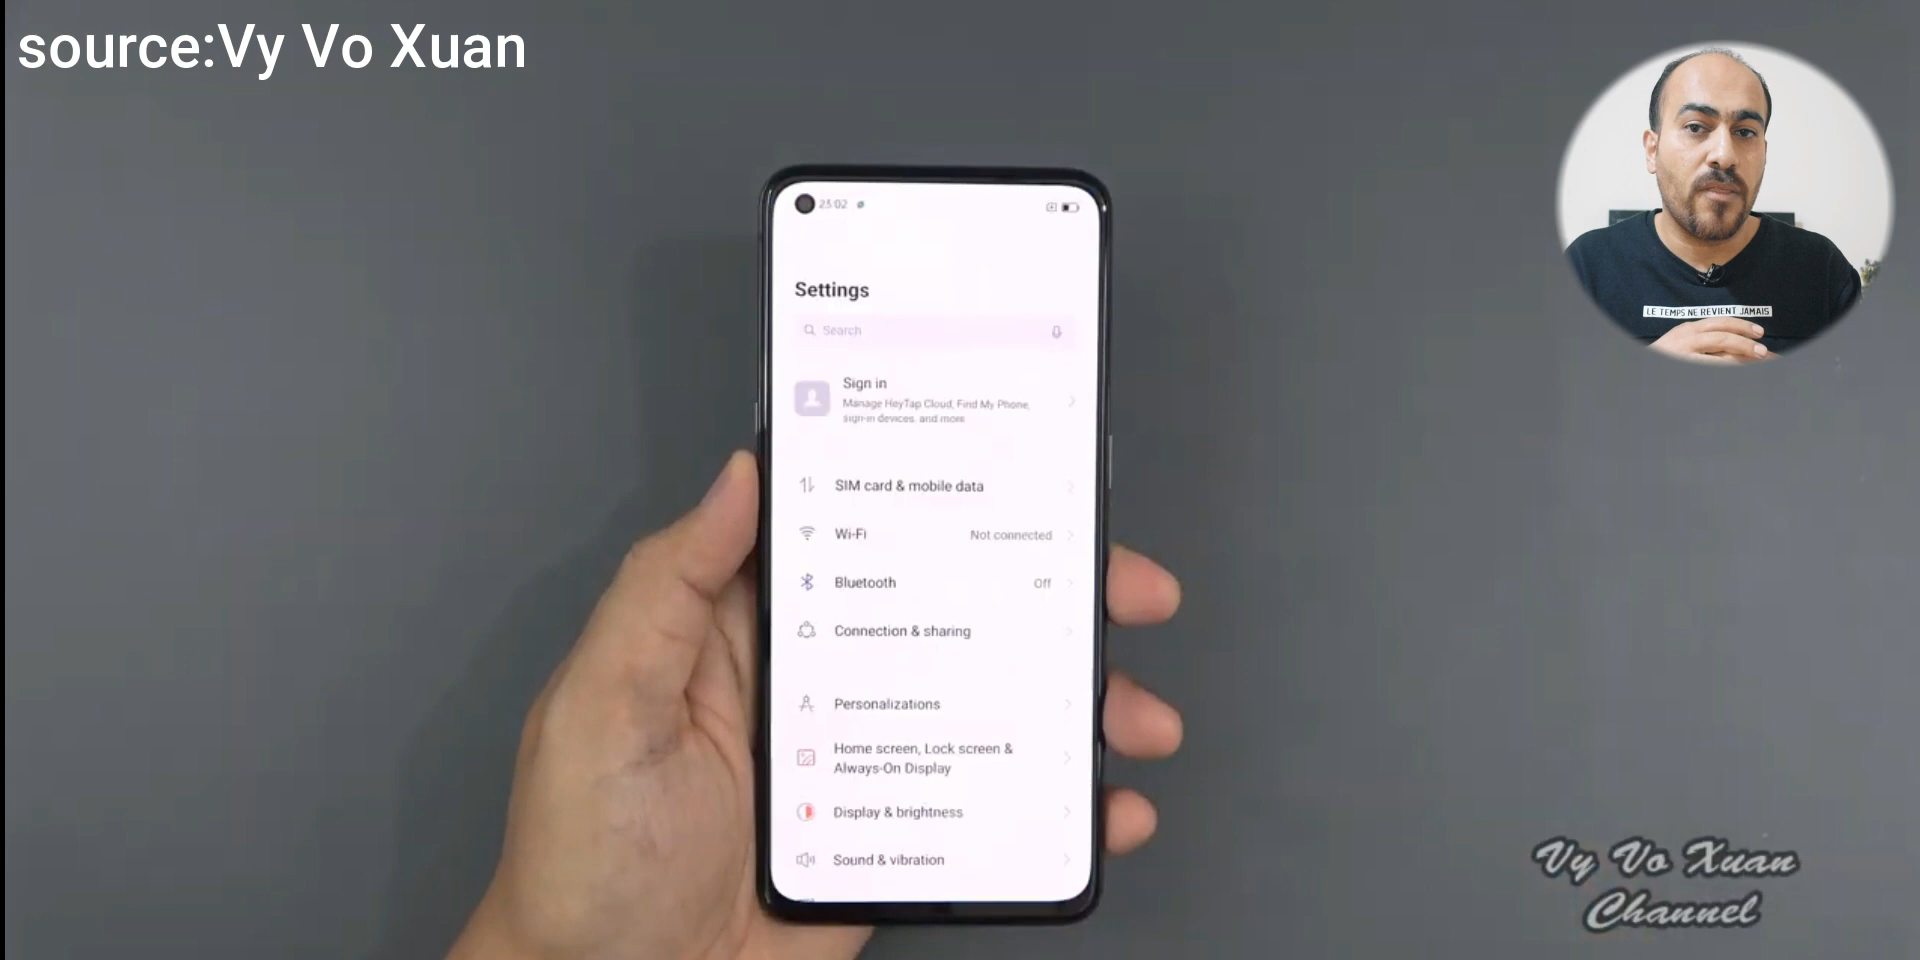 source:Vy Vo Xuan
23:02
Settings
Search
Sign in
Manage HeyTap Cloud, Find My Phone,
sign-in devices, and more
SIM card & mobile data
Wi-Fi Not connected
Bluetooth Off
Connection & sharing
Personalizations
Home screen, Lock screen &
Always-On Display
Display & brightness
Sound & vibration
LE TEMPS NE REVIENT JAMAIS
Vy Vo Xuan
Channel